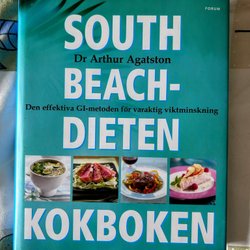 FORUM
SOUTH
Dr Arthur Agatston
BEACH-
Den effektiva GI-metoden för varaktig viktminskning
DIETEN
KOKBOKEN